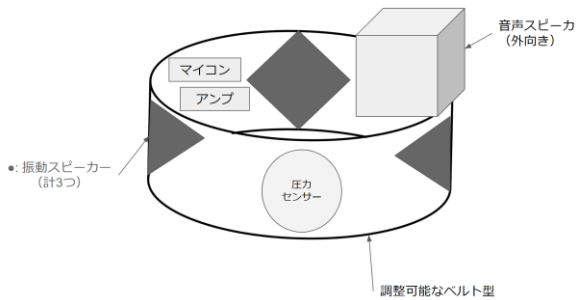 音声スピーカ
(外向き)
マイコン
アンプ
●: 振動スピーカー
(計3つ)
圧力
センサー
調整可能なベルト型